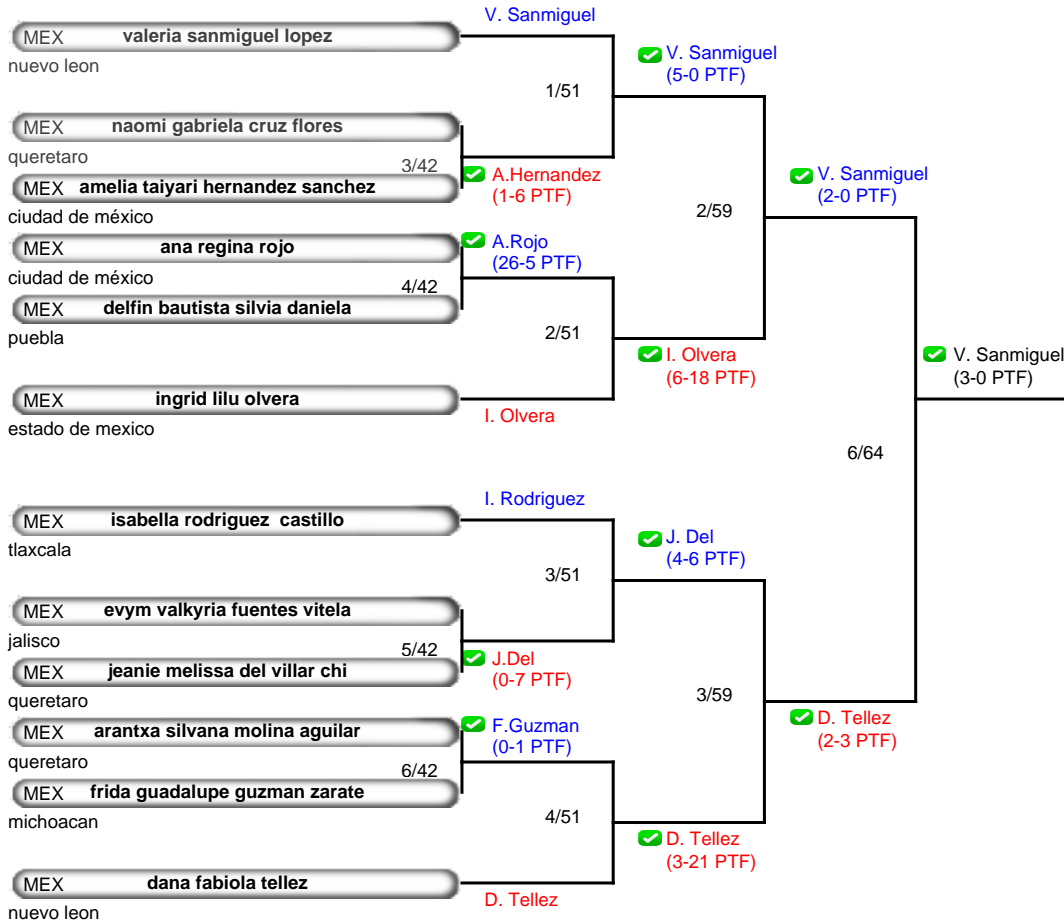 V. Sanmiguel
MEX valeria sanmiguel lopez
nuevo leon
V. Sanmiguel
(5-0 PTF)
1/51
MEX naomi gabriela cruz flores
queretaro
3/42
MEX amelia taiyari hernandez sanchez
ciudad de méxico
A.Hernandez
(1-6 PTF)
V. Sanmiguel
(2-0 PTF)
2/59
MEX ana regina rojo
ciudad de méxico
A.Rojo
(26-5 PTF)
4/42
MEX delfin bautista silvia daniela
puebla
2/51
I. Olvera
(6-18 PTF)
V. Sanmiguel
(3-0 PTF)
MEX ingrid lilu olvera
estado de mexico
I. Olvera
6/64
I. Rodriguez
MEX isabella rodriguez castillo
tlaxcala
J. Del
(4-6 PTF)
3/51
MEX evym valkyria fuentes vitela
jalisco
5/42
MEX jeanie melissa del villar chi
queretaro
J.Del
(0-7 PTF)
3/59
D. Tellez
(2-3 PTF)
MEX arantxa silvana molina aguilar
queretaro
F.Guzman
(0-1 PTF)
6/42
MEX frida guadalupe guzman zarate
michoacan
4/51
D. Tellez
(3-21 PTF)
MEX dana fabiola tellez
nuevo leon
D. Tellez